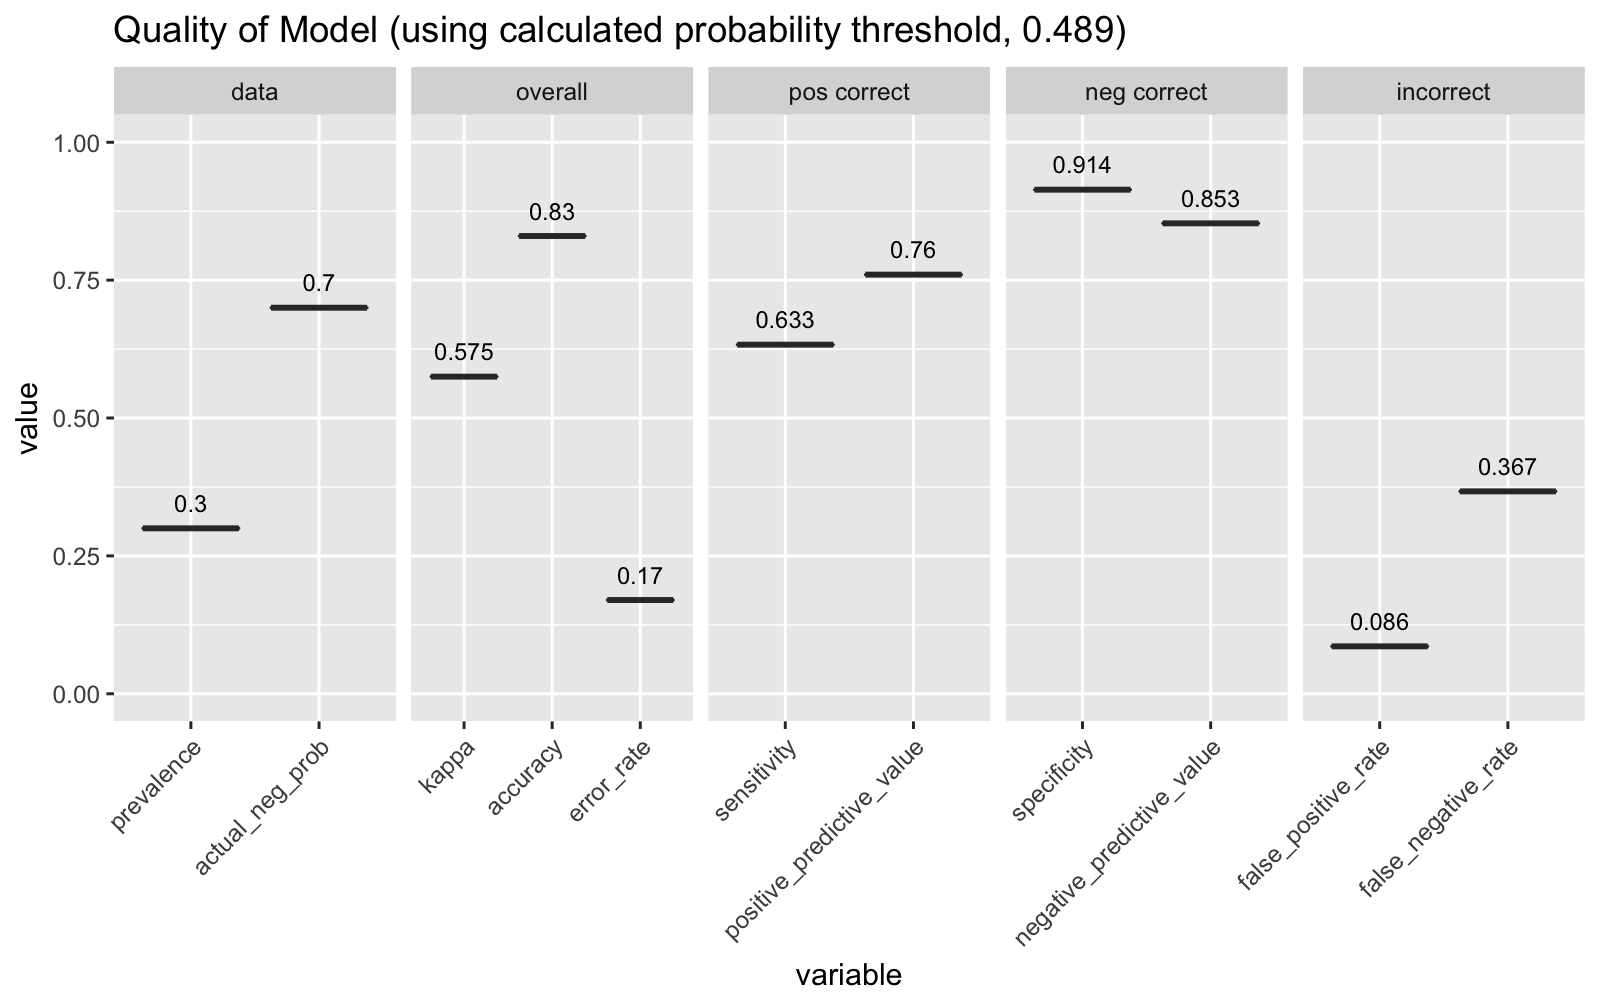 Quality of Model (using calculated probability threshold, 0.489)
data
overall
pos correct
neg correct
incorrect
value
1.00
0.75
0.50
0.25
0.00
0.3
0.7
0.575
0.83
0.17
0.633
0.76
0.914
0.853
0.086
0.367
prevalence
actual_neg_prob
kappa
accuracy
error_rate
sensitivity
positive_predictive_value
specificity
negative_predictive_value
false_positive_rate
false_negative_rate
variable